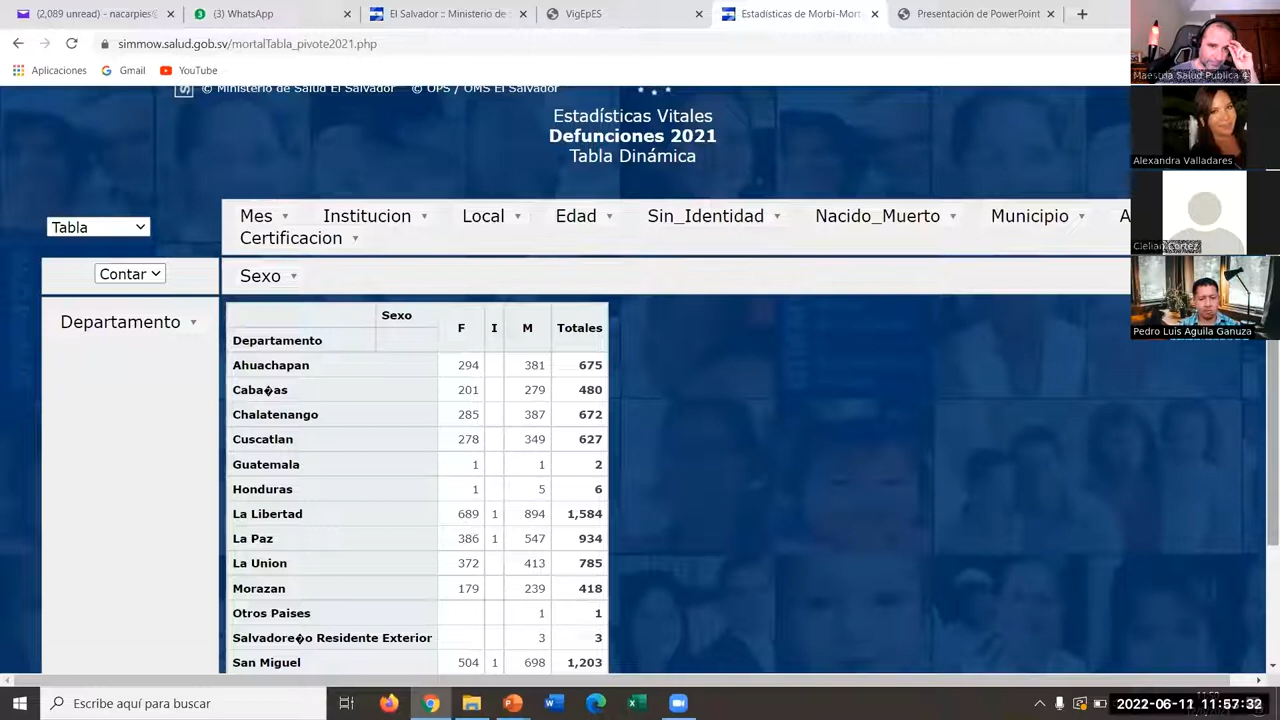 (2,089 unread) - nacarpies
(3) WhatsApp
El Salvador :: Ministerio de S
VigEpES
Estadísticas de Morbi-Mort
Presentación de PowerPoint
simmow.salud.gob.sv/mortalTabla_pivote2021.php
Aplicaciones Gmail YouTube
© Ministerio de Salud El Salvador © OPS / OMS El Salvador
Estadísticas Vitales
Defunciones 2021
Tabla Dinámica
Tabla
Mes Institucion Local Edad Sin_Identidad Nacido_Muerto Municipio A
Certificacion
Contar
Sexo
Departamento
Sexo
F I M Totales
Departamento
Ahuachapan 294 381 675
Caba�as 201 279 480
Chalatenango 285 387 672
Cuscatlan 278 349 627
Guatemala 1 1 2
Honduras 1 5 6
La Libertad 689 1 894 1,584
La Paz 386 1 547 934
La Union 372 413 785
Morazan 179 239 418
Otros Paises 1 1
Salvadore�o Residente Exterior 3 3
San Miguel 504 1 698 1,203
Maestria Salud Publica
Alexandra Valladares
Clelian Cortez
Pedro Luis Aguila Ganuza
Escribe aquí para buscar
2022-06-11 11:57:32